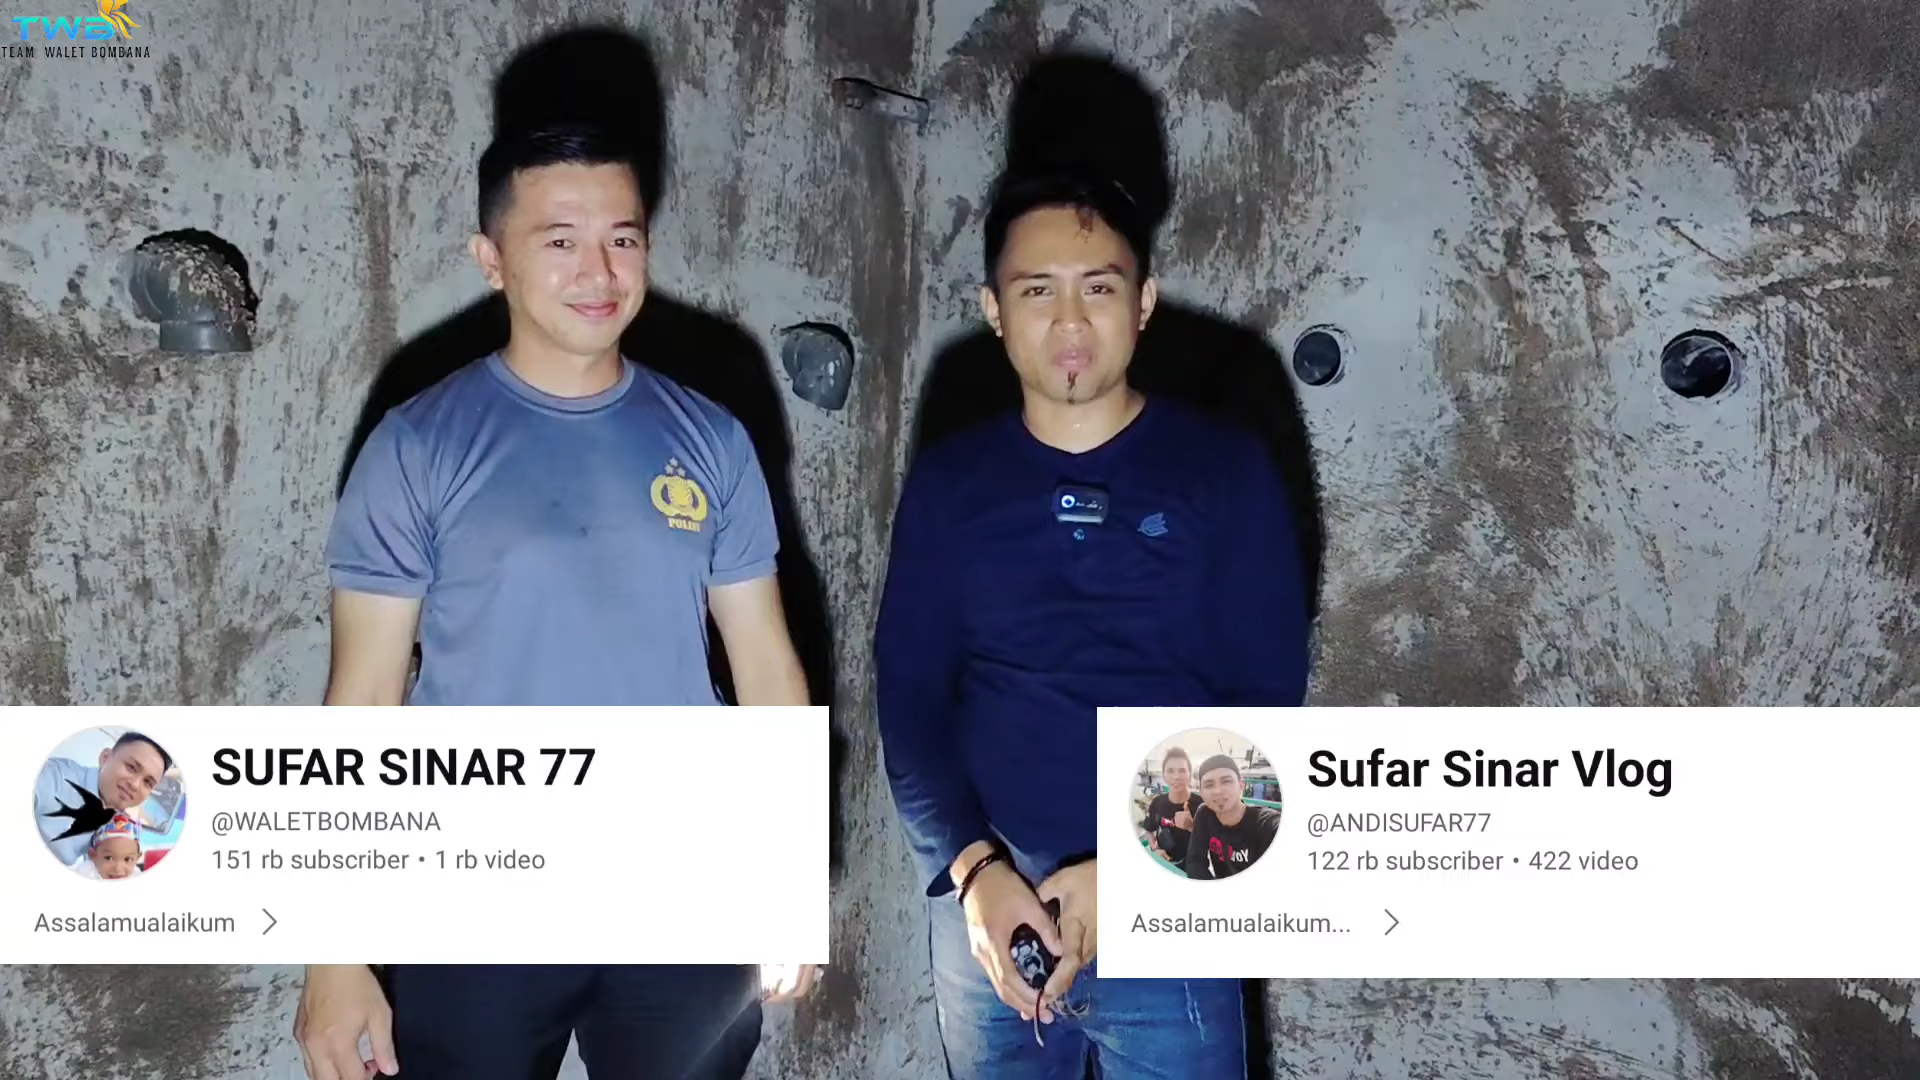 TWB
TEAM WALET BOMBANA
POLISI
SUFAR SINAR 77
@WALETBOMBANA
151 rb subscriber • 1 rb video
Assalamualaikum
Sufar Sinar Vlog
@ANDISUFAR77
122 rb subscriber • 422 video
Assalamualaikum...